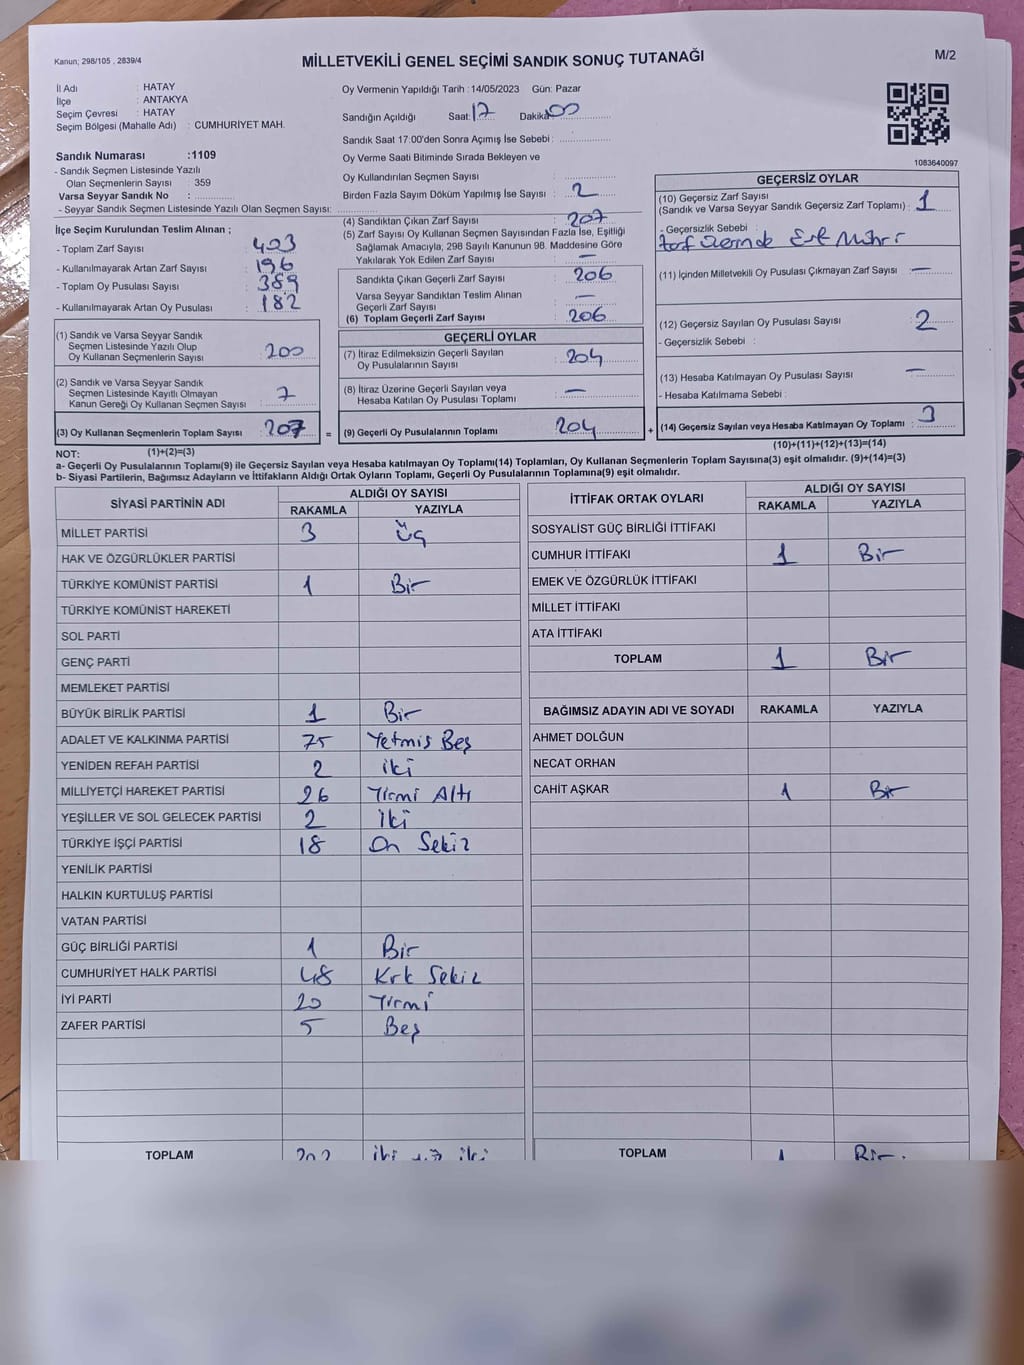 Kanun; 298/105 , 2839/4
MİLLETVEKİLİ GENEL SEÇİMİ SANDIK SONUÇ TUTANAĞI
M/2
İl Adı : HATAY
İlçe : ANTAKYA
Seçim Çevresi : HATAY
Seçim Bölgesi (Mahalle Adı) : CUMHURİYET MAH.
Oy Vermenin Yapıldığı Tarih : 14/05/2023 Gün: Pazar
Sandığın Açıldığı Saat: 17 Dakika: 00
Sandık Saat 17:00'den Sonra Açımış İse Sebebi :
Oy Verme Saati Bitiminde Sırada Bekleyen ve
Oy Kullandırılan Seçmen Sayısı :
Birden Fazla Sayım Döküm Yapılmış İse Sayısı : 2
1083640097
Sandık Numarası :1109
- Sandık Seçmen Listesinde Yazılı
Olan Seçmenlerin Sayısı : 359
Varsa Seyyar Sandık No :
- Seyyar Sandık Seçmen Listesinde Yazılı Olan Seçmen Sayısı:
İlçe Seçim Kurulundan Teslim Alınan ;
- Toplam Zarf Sayısı : 403
- Kullanılmayarak Artan Zarf Sayısı : 196
- Toplam Oy Pusulası Sayısı : 389
- Kullanılmayarak Artan Oy Pusulası : 182
(1) Sandık ve Varsa Seyyar Sandık
Seçmen Listesinde Yazılı Olup
Oy Kullanan Seçmenlerin Sayısı : 200
(2) Sandık ve Varsa Seyyar Sandık
Seçmen Listesinde Kayıtlı Olmayan
Kanun Gereği Oy Kullanan Seçmen Sayısı : 7
(3) Oy Kullanan Seçmenlerin Toplam Sayısı : 207
(1)+(2)=(3)
(4) Sandıktan Çıkan Zarf Sayısı : 207
(5) Zarf Sayısı Oy Kullanan Seçmen Sayısından Fazla İse, Eşitliği
Sağlamak Amacıyla; 298 Sayılı Kanunun 98. Maddesine Göre
Yakılarak Yok Edilen Zarf Sayısı : —
Sandıkta Çıkan Geçerli Zarf Sayısı : 206
Varsa Seyyar Sandıktan Teslim Alınan
Geçerli Zarf Sayısı : —
(6) Toplam Geçerli Zarf Sayısı : 206
GEÇERLİ OYLAR
(7) İtiraz Edilmeksizin Geçerli Sayılan
Oy Pusulalarının Sayısı : 204
(8) İtiraz Üzerine Geçerli Sayılan veya
Hesaba Katılan Oy Pusulası Toplamı : —
= (9) Geçerli Oy Pusulalarının Toplamı : 204
GEÇERSİZ OYLAR
(10) Geçersiz Zarf Sayısı
(Sandık ve Varsa Seyyar Sandık Geçersiz Zarf Toplamı) : 1
- Geçersizlik Sebebi :
Zarf üzerinde Evet Mührü
(11) İçinden Milletvekili Oy Pusulası Çıkmayan Zarf Sayısı : —
(12) Geçersiz Sayılan Oy Pusulası Sayısı : 2
- Geçersizlik Sebebi :
(13) Hesaba Katılmayan Oy Pusulası Sayısı : —
- Hesaba Katılmama Sebebi :
+ (14) Geçersiz Sayılan veya Hesaba Katılmayan Oy Toplamı : 3
(10)+(11)+(12)+(13)=(14)
NOT:
a- Geçerli Oy Pusulalarının Toplamı(9) ile Geçersiz Sayılan veya Hesaba katılmayan Oy Toplamı(14) Toplamları, Oy Kullanan Seçmenlerin Toplam Sayısına(3) eşit olmalıdır. (9)+(14)=(3)
b- Siyasi Partilerin, Bağımsız Adayların ve İttifakların Aldığı Ortak Oyların Toplamı, Geçerli Oy Pusulalarının Toplamına(9) eşit olmalıdır.
SİYASİ PARTİNİN ADI
ALDIĞI OY SAYISI
RAKAMLA YAZIYLA
MİLLET PARTİSİ 3 Üç
HAK VE ÖZGÜRLÜKLER PARTİSİ
TÜRKİYE KOMÜNİST PARTİSİ 1 Bir
TÜRKİYE KOMÜNİST HAREKETİ
SOL PARTİ
GENÇ PARTİ
MEMLEKET PARTİSİ
BÜYÜK BİRLİK PARTİSİ 1 Bir
ADALET VE KALKINMA PARTİSİ 75 Yetmiş Beş
YENİDEN REFAH PARTİSİ 2 iki
MİLLİYETÇİ HAREKET PARTİSİ 26 Yirmi Altı
YEŞİLLER VE SOL GELECEK PARTİSİ 2 İki
TÜRKİYE İŞÇİ PARTİSİ 18 On Sekiz
YENİLİK PARTİSİ
HALKIN KURTULUŞ PARTİSİ
VATAN PARTİSİ
GÜÇ BİRLİĞİ PARTİSİ 1 Bir
CUMHURİYET HALK PARTİSİ 48 Kırk Sekiz
İYİ PARTİ 20 Yirmi
ZAFER PARTİSİ 5 Beş
TOPLAM 202 iki yüz iki
İTTİFAK ORTAK OYLARI
ALDIĞI OY SAYISI
RAKAMLA YAZIYLA
SOSYALİST GÜÇ BİRLİĞİ İTTİFAKI
CUMHUR İTTİFAKI 1 Bir
EMEK VE ÖZGÜRLÜK İTTİFAKI
MİLLET İTTİFAKI
ATA İTTİFAKI
TOPLAM 1 Bir
BAĞIMSIZ ADAYIN ADI VE SOYADI RAKAMLA YAZIYLA
AHMET DOLĞUN
NECAT ORHAN
CAHİT AŞKAR 1 Bir
TOPLAM 1 Bir